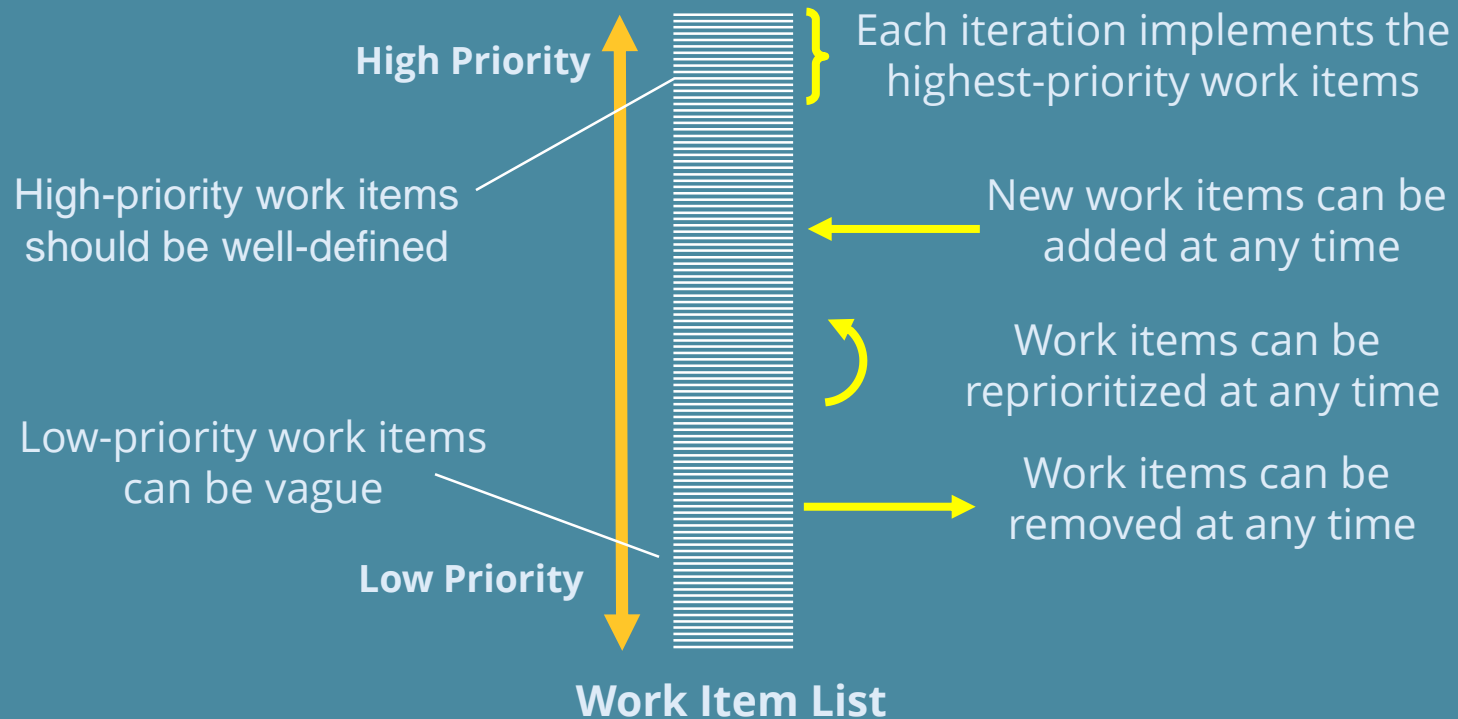 High Priority
Each iteration implements the
highest-priority work items
High-priority work items
should be well-defined
New work items can be
added at any time
Work items can be
reprioritized at any time
Low-priority work items
can be vague
Work items can be
removed at any time
Low Priority
Work Item List